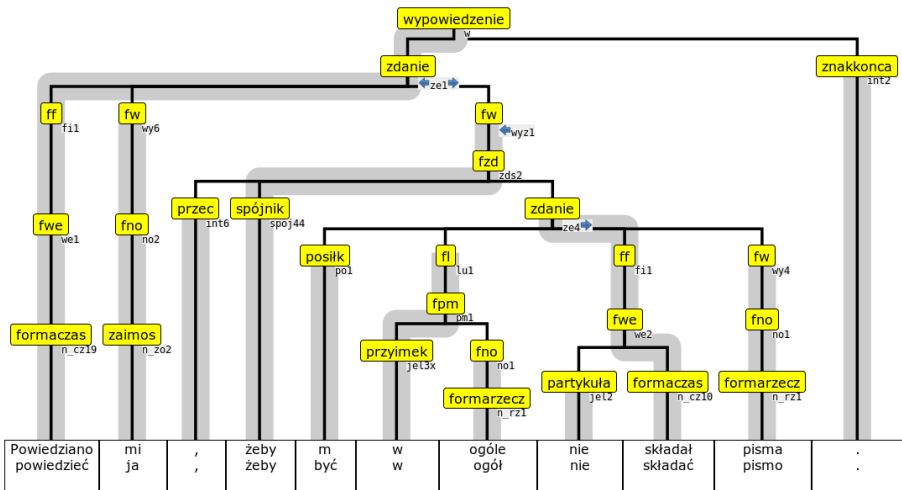 wypowiedzenie
w
zdanie znakkonca
ze1 int2
ff fw fw
fi1 wy6 wyz1
fzd
zds2
przec spójnik zdanie
int6 spoj44 ze4
fwe fno posiłk fl ff fw
we1 no2 po1 lu1 fi1 wy4
fpm
pm1
fwe fno
we2 no1
formaczas zaimos przyimek fno
n_cz19 n_zo2 jel3x no1
partykuła formaczas formarzecz
jel2 n_cz10 n_rz1
formarzecz
n_rz1
Powiedziano mi , żeby m w ogóle nie składał pisma .
powiedzieć ja , żeby być w ogół nie składać pismo .